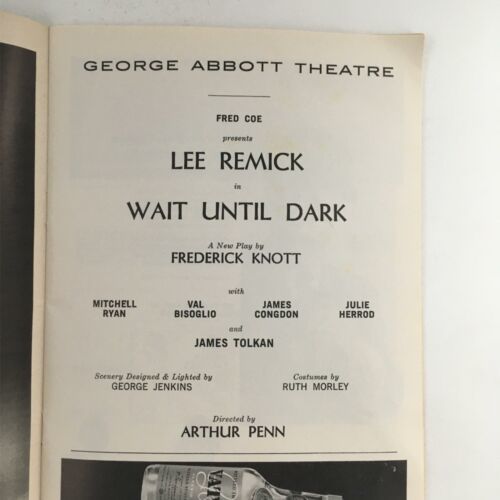 GEORGE ABBOTT THEATRE
FRED COE
presents
LEE REMICK
in
WAIT UNTIL DARK
A New Play by
FREDERICK KNOTT
with
MITCHELL RYAN
VAL BISOGLIO
JAMES CONGDON
JULIE HERROD
and
JAMES TOLKAN
Scenery Designed & Lighted by
GEORGE JENKINS
Costumes by
RUTH MORLEY
Directed by
ARTHUR PENN